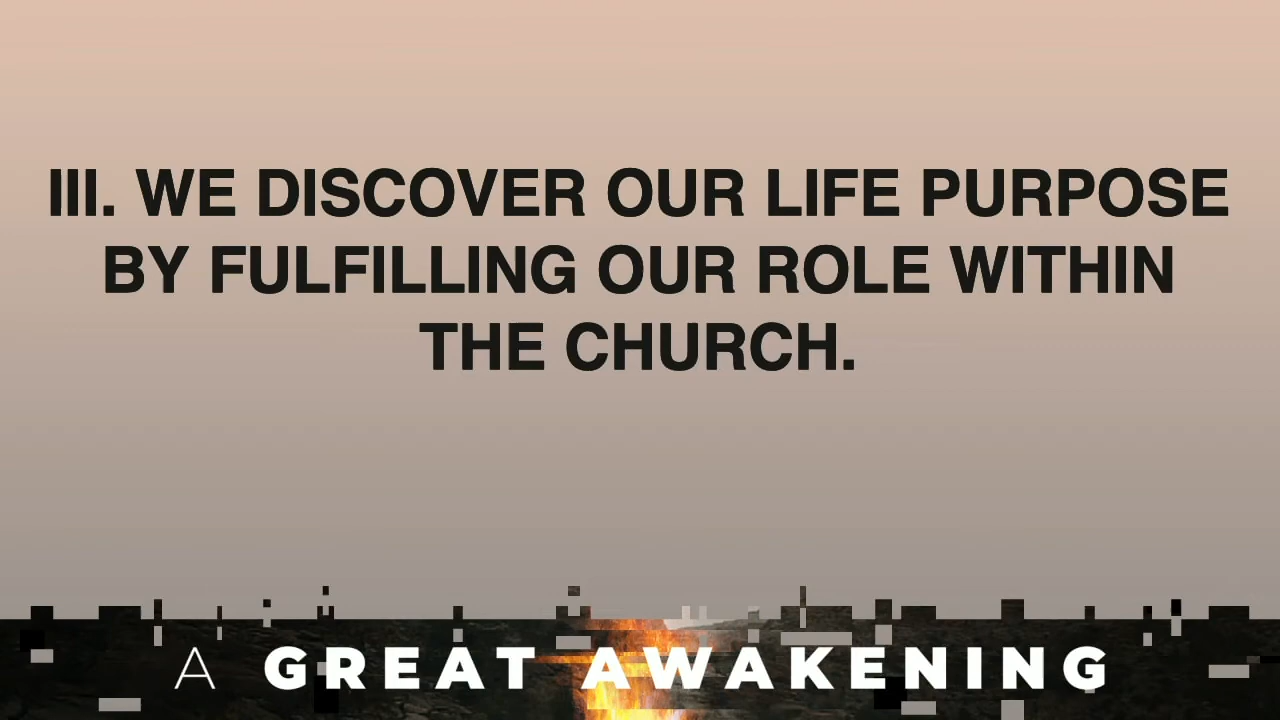 III. WE DISCOVER OUR LIFE PURPOSE
BY FULFILLING OUR ROLE WITHIN
THE CHURCH.
A GREAT AWAKENING